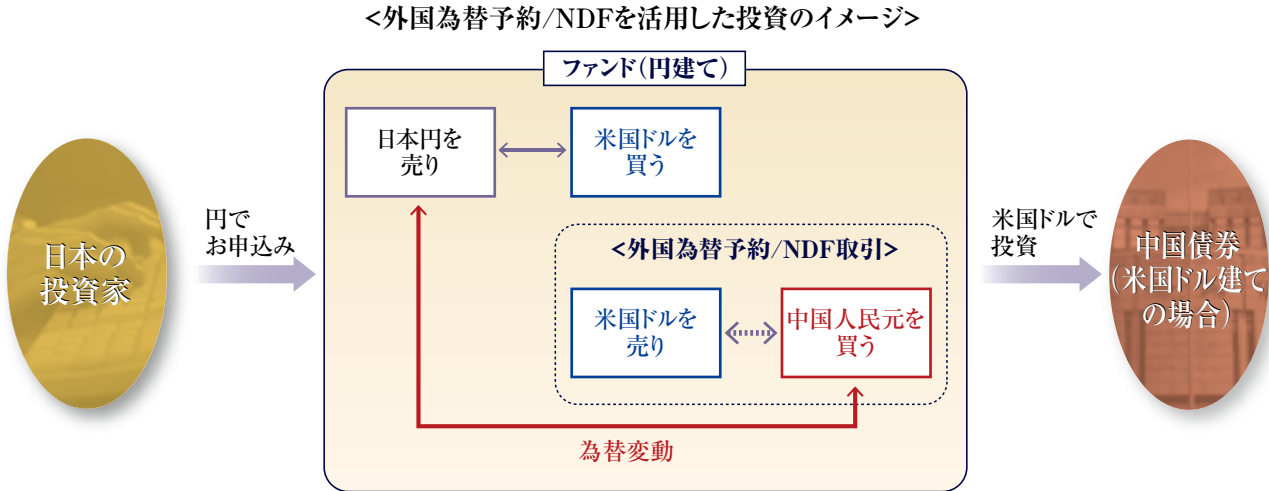 <外国為替予約/NDFを活用した投資のイメージ>
ファンド（円建て）
日本円を
売り
米国ドルを
買う
円で
お申込み
日本の
投資家
<外国為替予約/NDF取引>
米国ドルを
売り
中国人民元を
買う
為替変動
米国ドルで
投資
中国債券
（米国ドル建て
の場合）